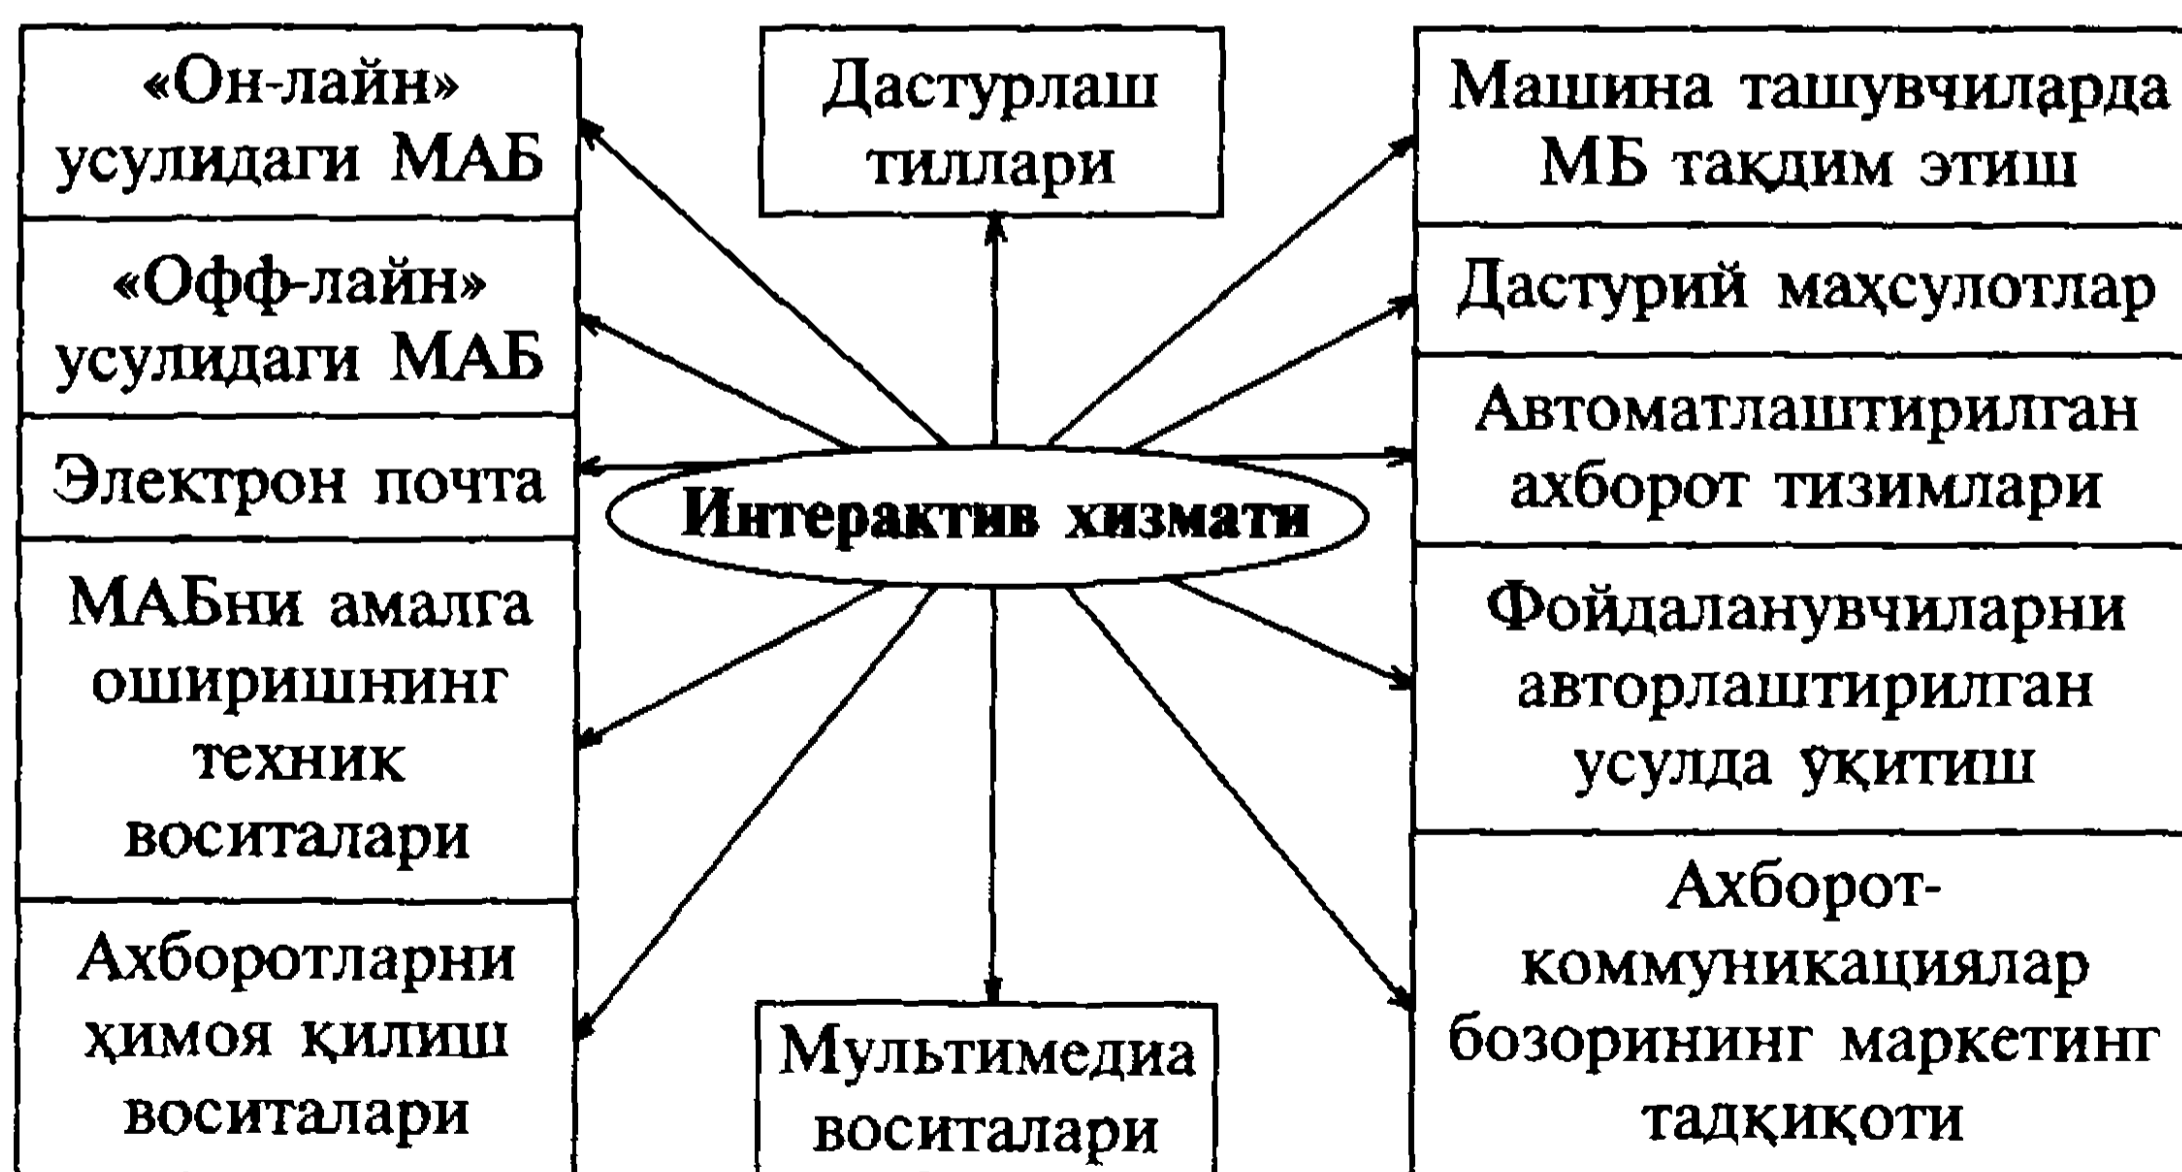 «Он-лайн»
усулидаги МАБ
«Офф-лайн»
усулидаги МАБ
Электрон почта
МАБни амалга
оширишнинг
техник
воситалари
Ахборотларни
ҳимоя қилиш
воситалари
Дастурлаш
тиллари
Интерактив хизмати
Мультимедиа
воситалари
Машина ташувчиларда
МБ тақдим этиш
Дастурий маҳсулотлар
Автоматлаштирилган
ахборот тизимлари
Фойдаланувчиларни
авторлаштирилган
усулда ўқитиш
Ахборот-
коммуникациялар
бозорининг маркетинг
тадқиқоти